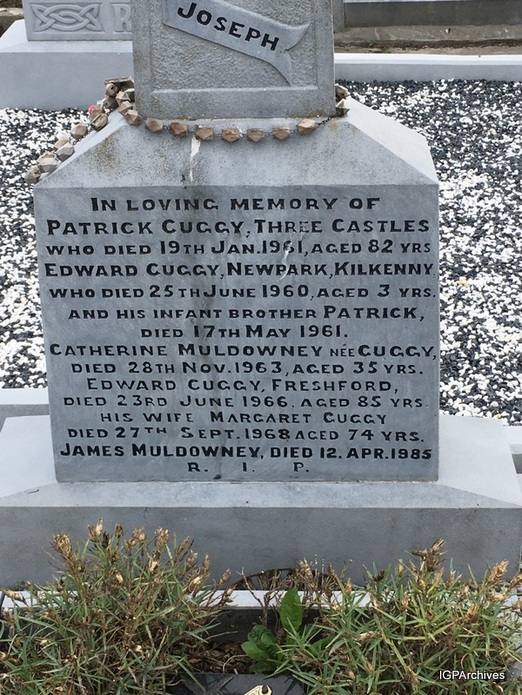 JOSEPH
IN LOVING MEMORY OF
PATRICK CUGGY, THREE CASTLES
WHO DIED 19TH JAN. 1961, AGED 82 YRS
EDWARD CUGGY, NEWPARK, KILKENNY
WHO DIED 25TH JUNE 1960, AGED 3 YRS.
AND HIS INFANT BROTHER PATRICK,
DIED 17TH MAY 1961.
CATHERINE MULDOWNEY NÉE CUGGY,
DIED 28TH NOV. 1963, AGED 35 YRS.
EDWARD CUGGY, FRESHFORD,
DIED 23RD JUNE 1966, AGED 85 YRS.
HIS WIFE MARGARET CUGGY
DIED 27TH SEPT. 1968 AGED 74 YRS.
JAMES MULDOWNEY, DIED 12. APR. 1985
R. I. P.
IGPArchives